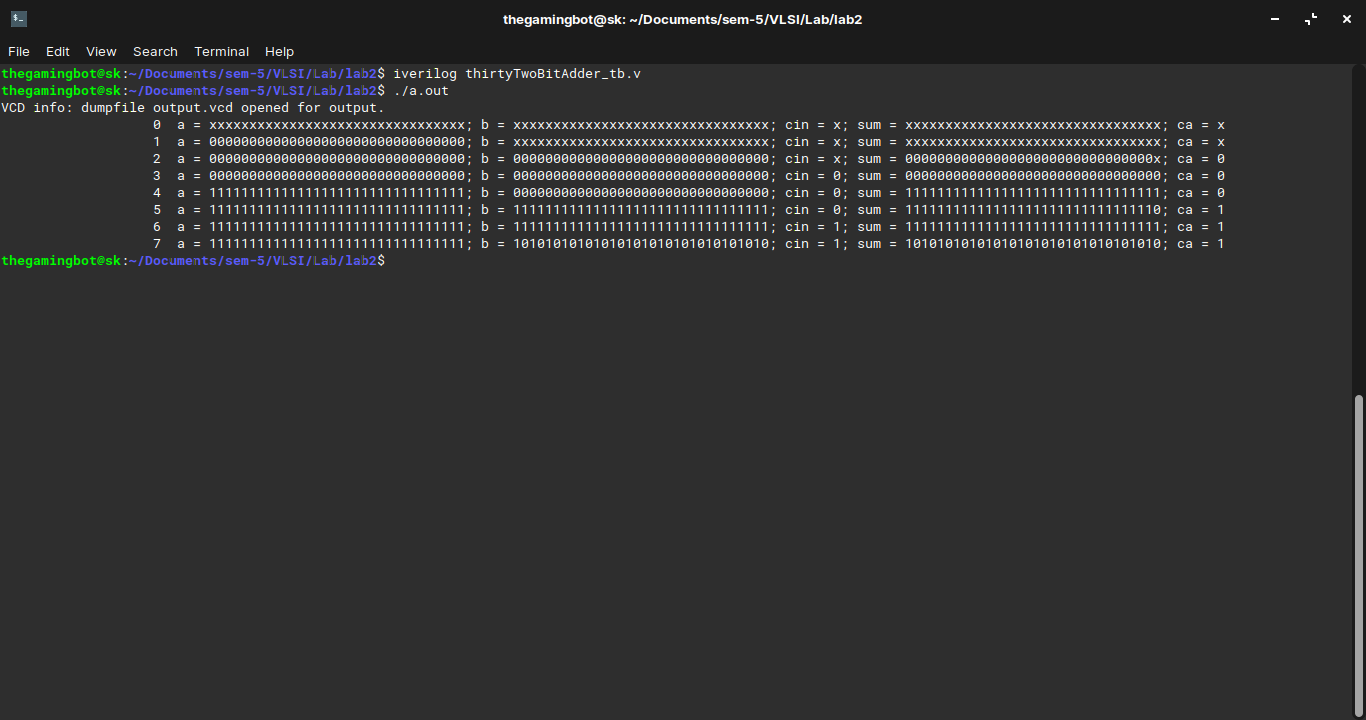 thegamingbot@sk: ~/Documents/sem-5/VLSI/Lab/lab2
File Edit View Search Terminal Help
thegamingbot@sk:~/Documents/sem-5/VLSI/Lab/lab2$ iverilog thirtyTwoBitAdder_tb.v
thegamingbot@sk:~/Documents/sem-5/VLSI/Lab/lab2$ ./a.out
VCD info: dumpfile output.vcd opened for output.
0  a = xxxxxxxxxxxxxxxxxxxxxxxxxxxxxxxx; b = xxxxxxxxxxxxxxxxxxxxxxxxxxxxxxxx; cin = x; sum = xxxxxxxxxxxxxxxxxxxxxxxxxxxxxxxx; ca = x
1  a = 00000000000000000000000000000000; b = xxxxxxxxxxxxxxxxxxxxxxxxxxxxxxxx; cin = x; sum = xxxxxxxxxxxxxxxxxxxxxxxxxxxxxxxx; ca = x
2  a = 00000000000000000000000000000000; b = 00000000000000000000000000000000; cin = x; sum = 0000000000000000000000000000000x; ca = 0
3  a = 00000000000000000000000000000000; b = 00000000000000000000000000000000; cin = 0; sum = 00000000000000000000000000000000; ca = 0
4  a = 11111111111111111111111111111111; b = 00000000000000000000000000000000; cin = 0; sum = 11111111111111111111111111111111; ca = 0
5  a = 11111111111111111111111111111111; b = 11111111111111111111111111111111; cin = 0; sum = 11111111111111111111111111111110; ca = 1
6  a = 11111111111111111111111111111111; b = 11111111111111111111111111111111; cin = 1; sum = 11111111111111111111111111111111; ca = 1
7  a = 11111111111111111111111111111111; b = 10101010101010101010101010101010; cin = 1; sum = 10101010101010101010101010101010; ca = 1
thegamingbot@sk:~/Documents/sem-5/VLSI/Lab/lab2$